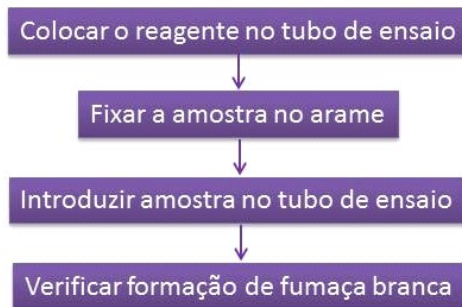 Colocar o reagente no tubo de ensaio
Fixar a amostra no arame
Introduzir amostra no tubo de ensaio
Verificar formação de fumaça branca